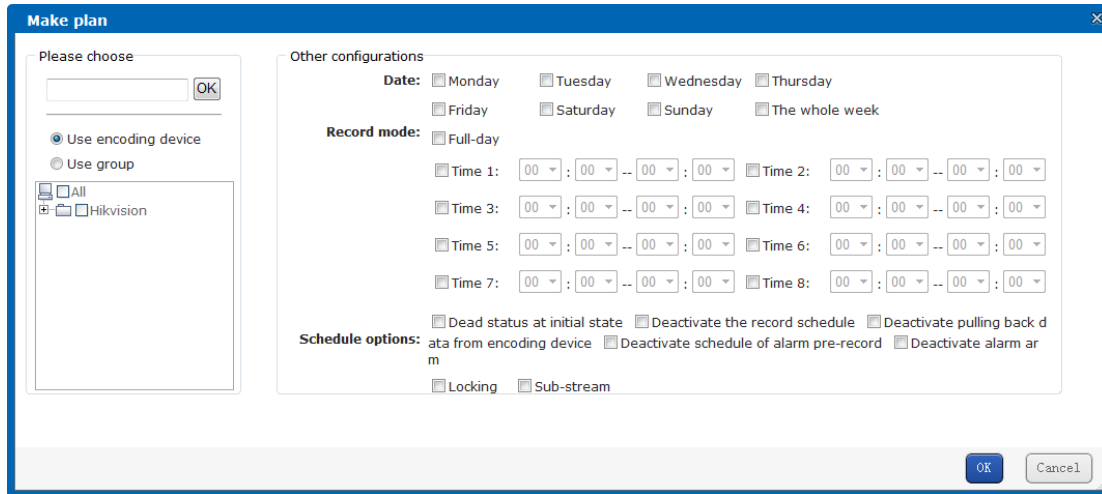 Make plan
Please choose
OK
Use encoding device
Use group
All
Hikvision
Other configurations
Date: Monday Tuesday Wednesday Thursday
Friday Saturday Sunday The whole week
Record mode: Full-day
Time 1: 00 : 00 -- 00 : 00 Time 2: 00 : 00 -- 00 : 00
Time 3: 00 : 00 -- 00 : 00 Time 4: 00 : 00 -- 00 : 00
Time 5: 00 : 00 -- 00 : 00 Time 6: 00 : 00 -- 00 : 00
Time 7: 00 : 00 -- 00 : 00 Time 8: 00 : 00 -- 00 : 00
Dead status at initial state Deactivate the record schedule Deactivate pulling back d
Schedule options: ata from encoding device Deactivate schedule of alarm pre-record Deactivate alarm ar
m
Locking Sub-stream
OK Cancel